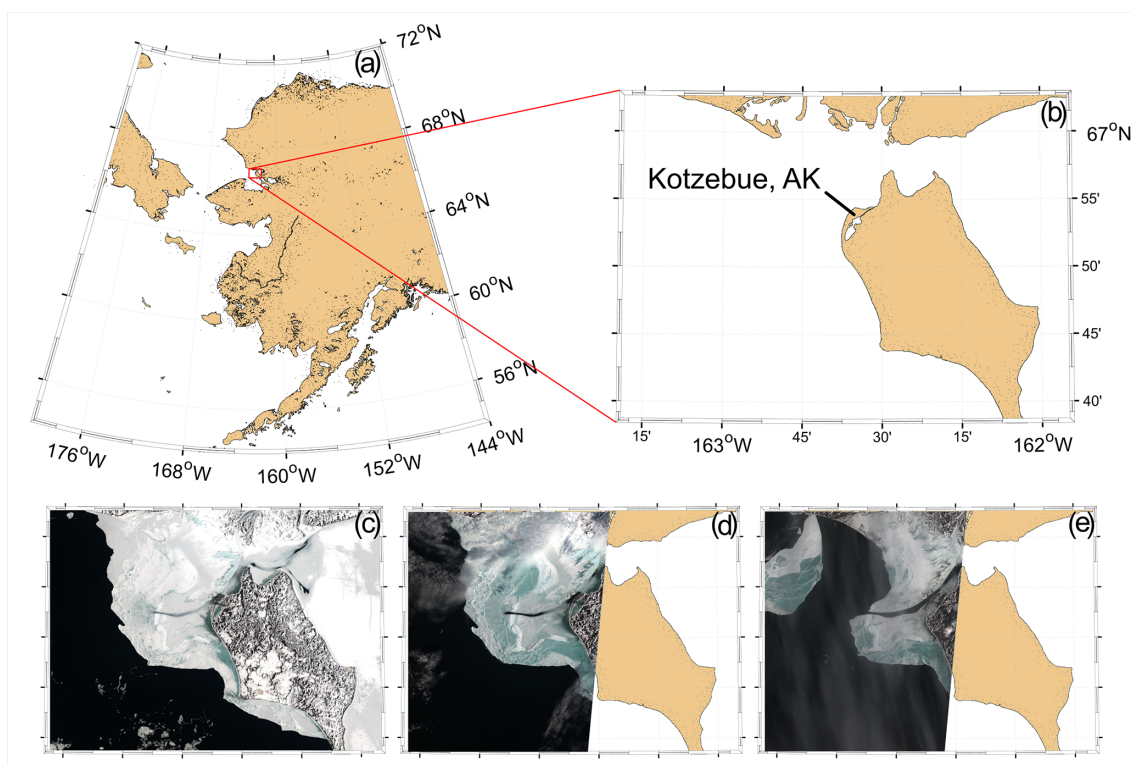 (a)
72°N
68°N
64°N
60°N
56°N
176°W
168°W
160°W
152°W
144°W
(b)
Kotzebue, AK
67°N
55'
50'
45'
40'
15'
163°W
45'
30'
15'
162°W
(c)
(d)
(e)